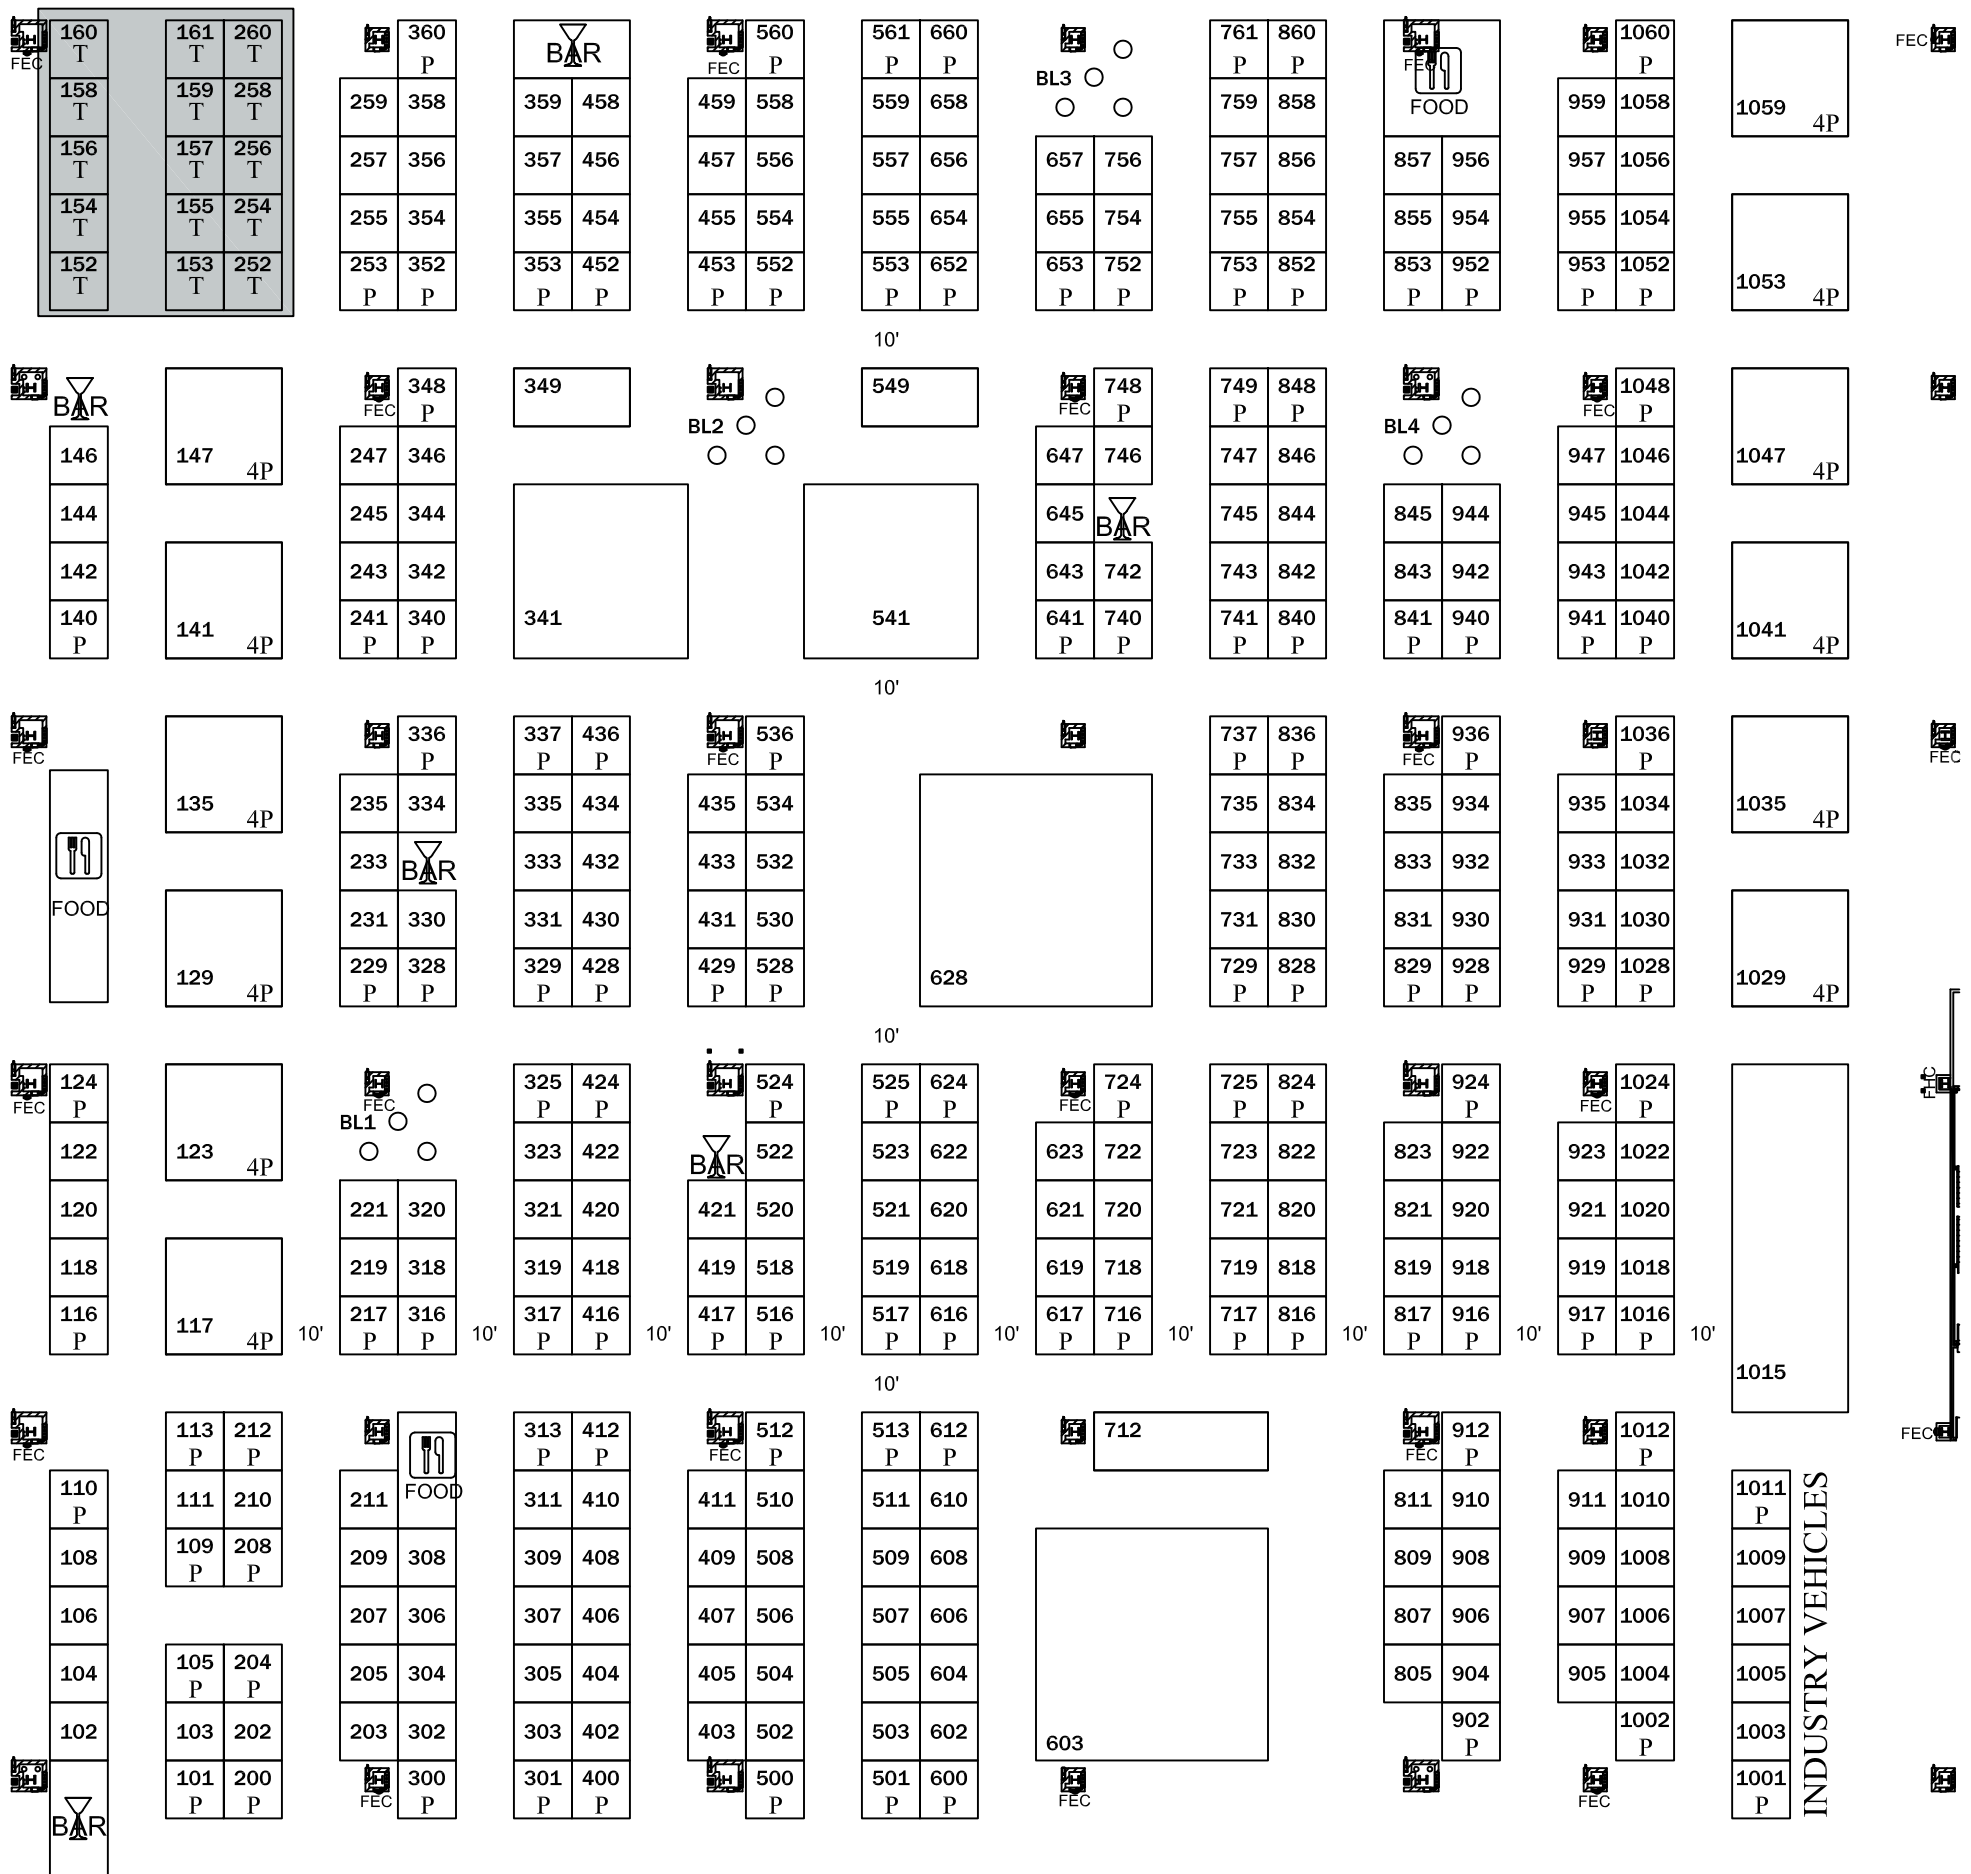 160 161 260 360 560 561 660 761 860 1060
T T T P BAR P P P P P P
FEC FEC BL3 FEC FEC
158 159 258 259 358 359 458 459 558 559 658 759 858 FOOD 959 1058 1059 4P
T T T
156 157 256 257 356 357 456 457 556 557 656 657 756 757 856 857 956 957 1056
T T T
154 155 254 255 354 355 454 455 554 555 654 655 754 755 854 855 954 955 1054
T T T
152 153 252 253 352 353 452 453 552 553 652 653 752 753 852 853 952 953 1052 1053 4P
T T T P P P P P P P P P P P P P P P P
10'
348 349 549 748 749 848 1048
BAR FEC P FEC P P P FEC P
BL2 BL4
146 147 4P 247 346 647 746 747 846 947 1046 1047 4P
144 245 344 645 BAR 745 844 845 944 945 1044
142 243 342 643 742 743 842 843 942 943 1042
140 141 4P 241 340 341 541 641 740 741 840 841 940 941 1040 1041 4P
P P P P P P P P P P P
10'
336 337 436 536 737 836 936 1036
FEC P P P FEC P P P FEC P P FEC
135 4P 235 334 335 434 435 534 735 834 835 934 935 1034 1035 4P
233 BAR 333 432 433 532 733 832 833 932 933 1032
FOOD 231 330 331 430 431 530 731 830 831 930 931 1030
129 4P 229 328 329 428 429 528 628 729 828 829 928 929 1028 1029 4P
P P P P P P P P P P P P
10'
124 325 424 524 525 624 724 725 824 924 1024 FHC
FEC P FEC P P P P P FEC P P P P FEC P
BL1
122 123 4P 323 422 BAR 522 523 622 623 722 723 822 823 922 923 1022
120 221 320 321 420 421 520 521 620 621 720 721 820 821 920 921 1020
118 219 318 319 418 419 518 519 618 619 718 719 818 819 918 919 1018
116 117 4P 10' 217 316 10' 317 416 10' 417 516 10' 517 616 10' 617 716 10' 717 816 10' 817 916 10' 917 1016 10' 1015
P P P P P P P P P P P P P P P P P
10'
113 212 313 412 512 513 612 712 912 1012
FEC P P P P FEC P P P FEC P P FEC
110 111 210 211 FOOD 311 410 411 510 511 610 811 910 911 1010 1011
P P
108 109 208 209 308 309 408 409 508 509 608 809 908 909 1008 1009
P P
106 207 306 307 406 407 506 507 606 807 906 907 1006 1007
104 105 204 205 304 305 404 405 504 505 604 805 904 905 1004 1005
P P
102 103 202 203 302 303 402 403 502 503 602 603 902 1002 1003
P P
101 200 300 301 400 500 501 600 1001
BAR P P FEC P P P P P P FEC FEC P
INDUSTRY VEHICLES